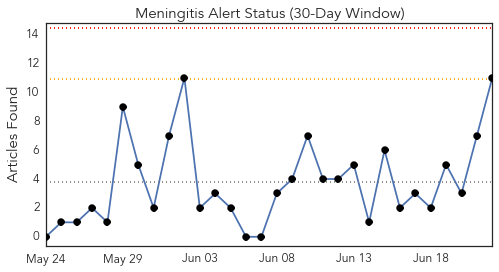 Meningitis Alert Status (30-Day Window)
Articles Found
14
12
10
8
6
4
2
0
May 24 May 29 Jun 03 Jun 08 Jun 13 Jun 18